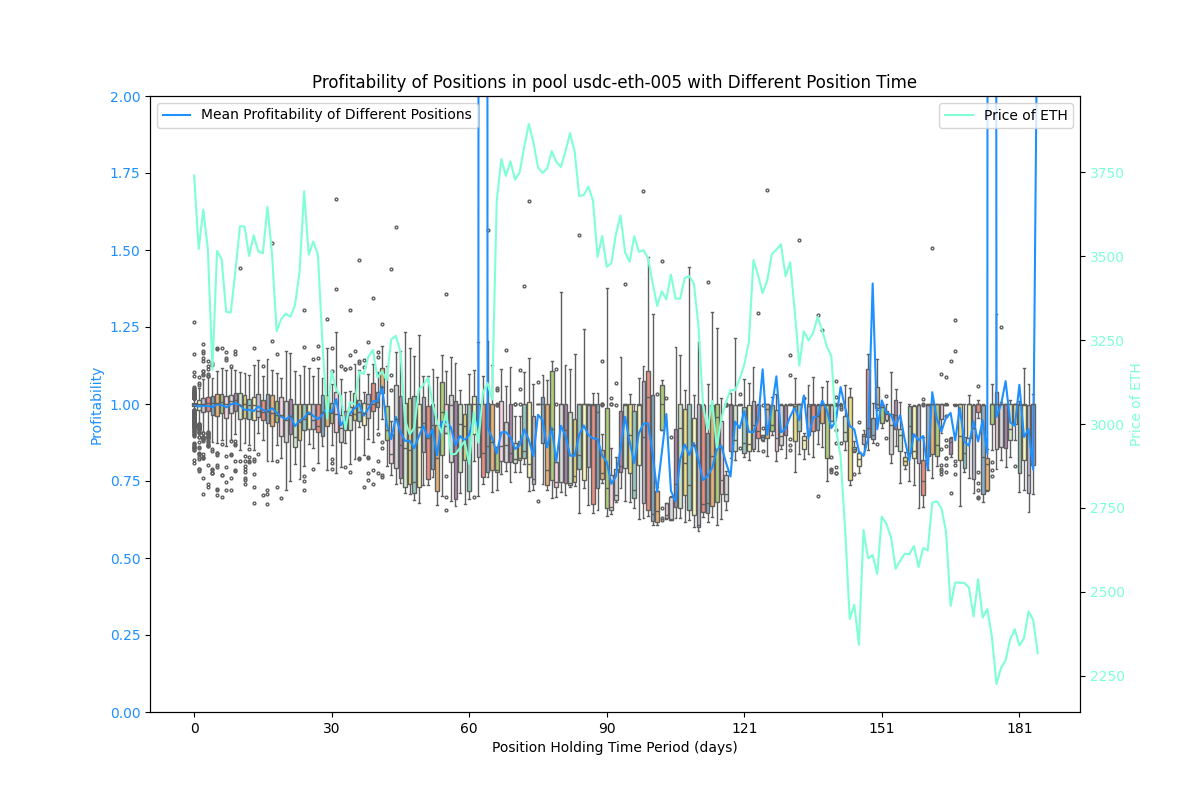 Profitability of Positions in pool usdc-eth-005 with Different Position Time
Mean Profitability of Different Positions
Price of ETH
2.00
1.75
1.50
1.25
1.00
0.75
0.50
0.25
0.00
Profitability
3750
3500
3250
3000
2750
2500
2250
Price of ETH
0 30 60 90 121 151 181
Position Holding Time Period (days)